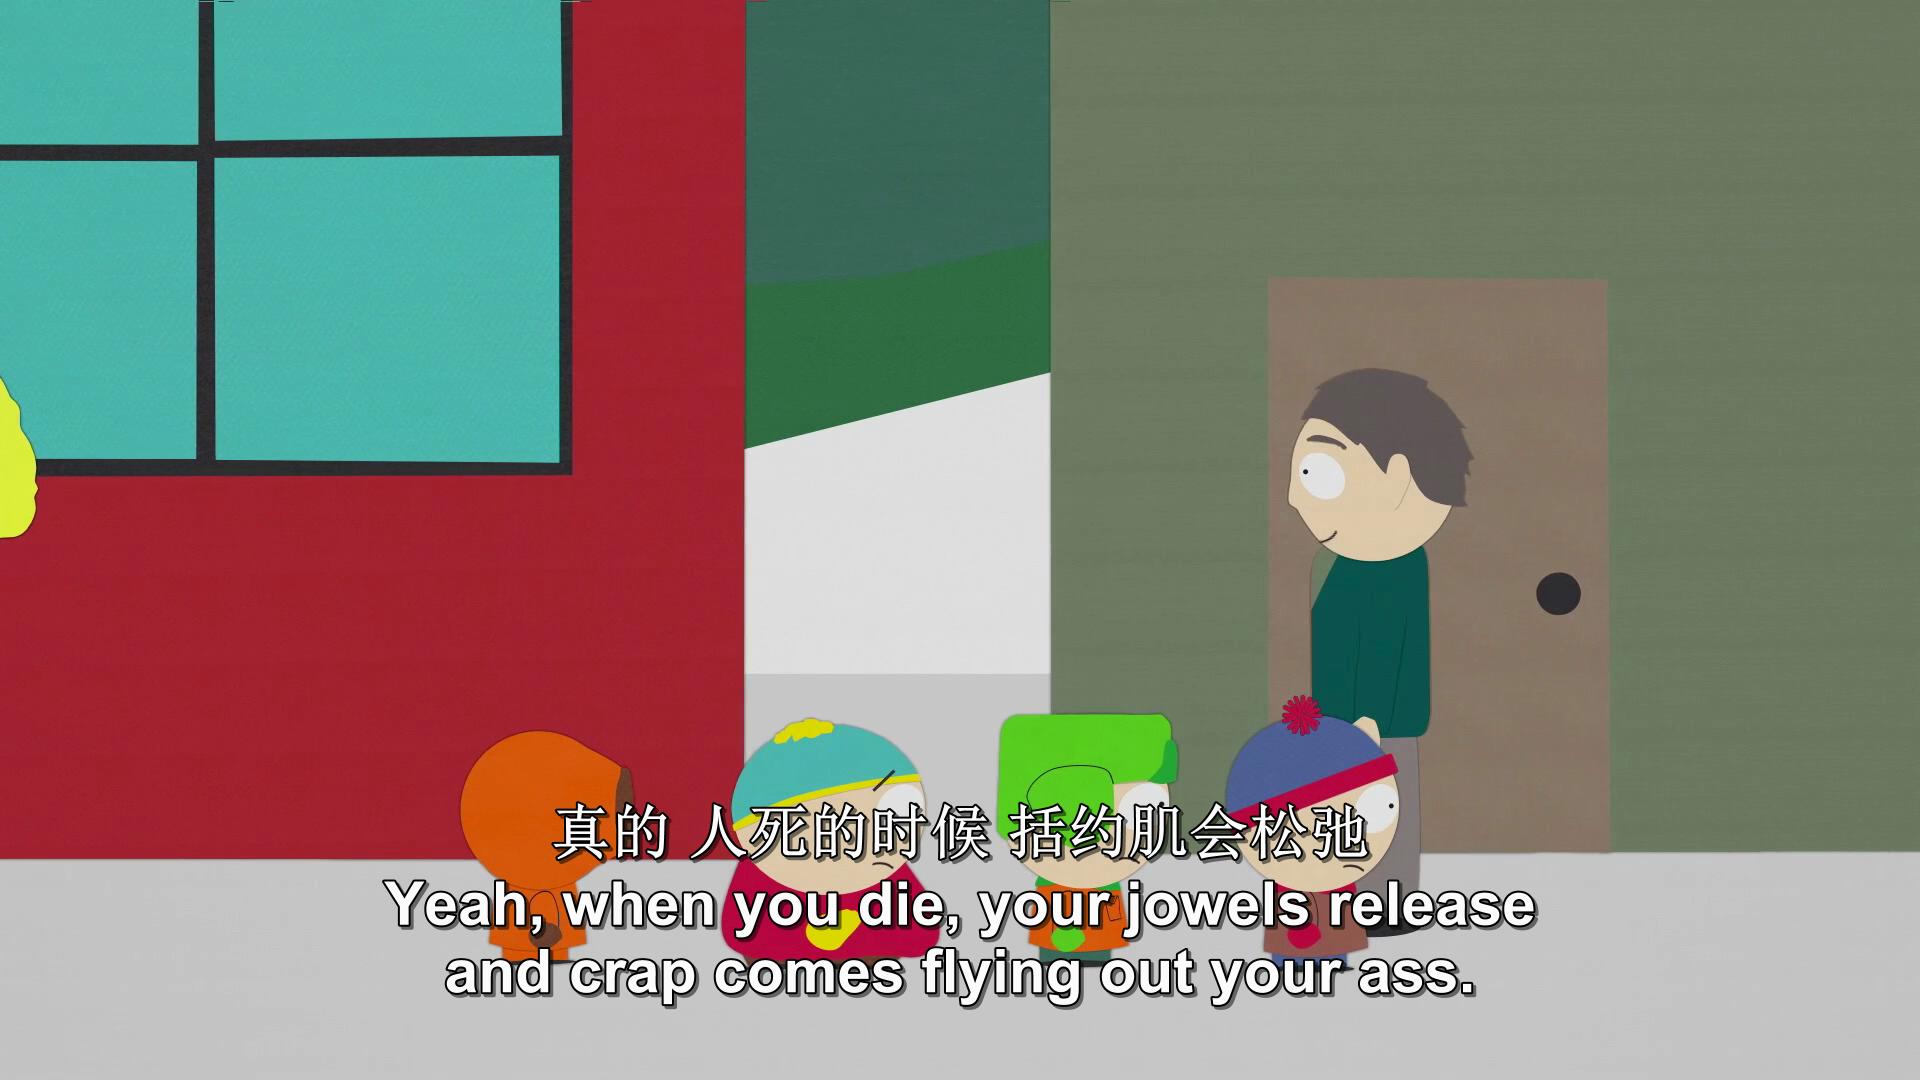 真的 人死的时候 括约肌会松弛
Yeah, when you die, your jowels release
and crap comes flying out your ass.